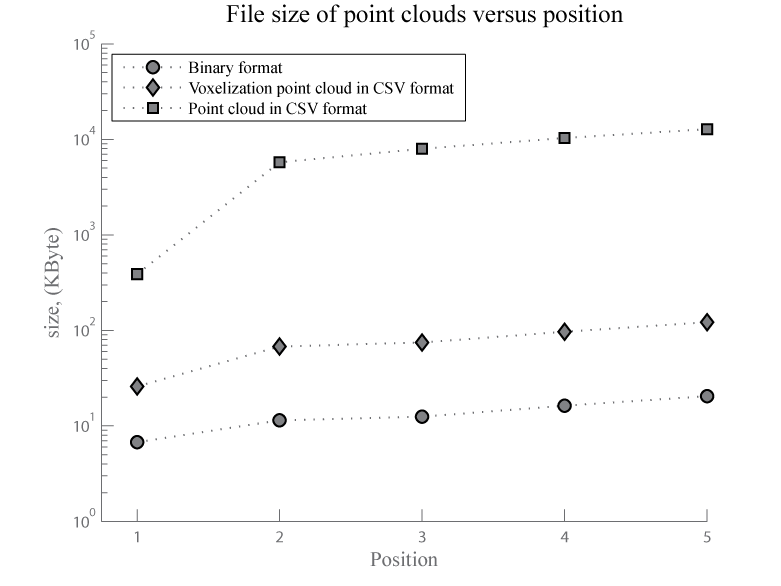 File size of point clouds versus position
10^5
Binary format
Voxelization point cloud in CSV format
Point cloud in CSV format
10^4
10^3
size, (KByte)
10^2
10^1
10^0
1 2 3 4 5
Position